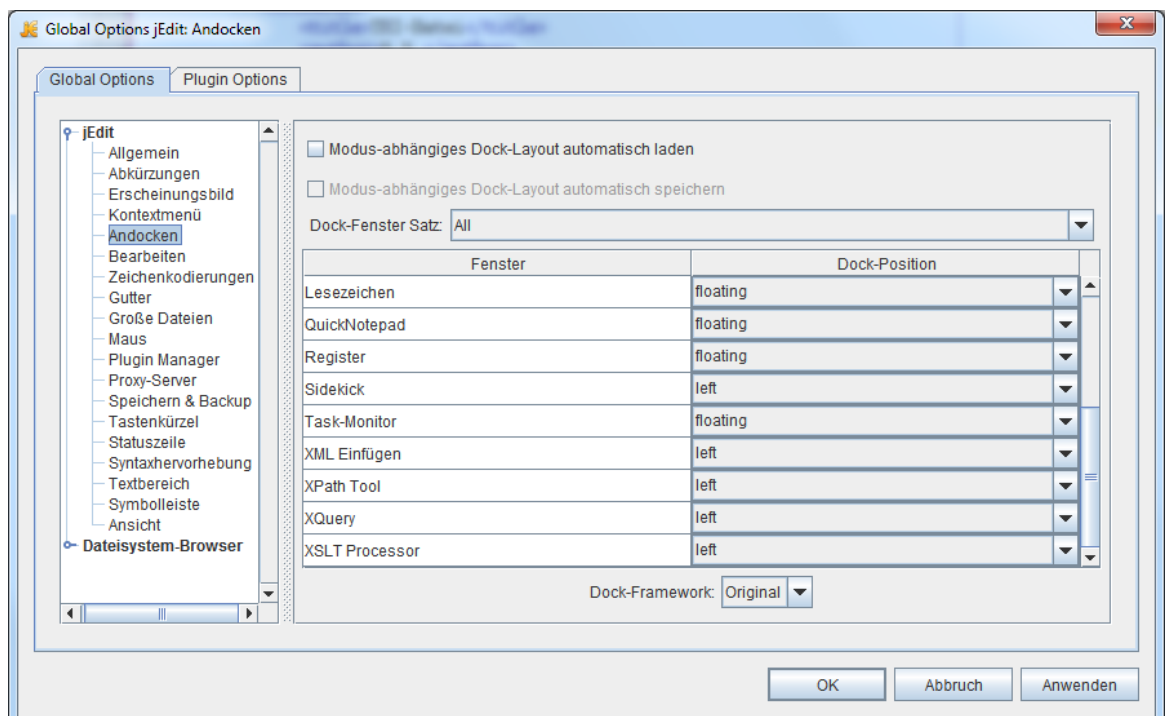 Global Options jEdit: Andocken
Global Options
Plugin Options
jEdit
Allgemein
Abkürzungen
Erscheinungsbild
Kontextmenü
Andocken
Bearbeiten
Zeichenkodierungen
Gutter
Große Dateien
Maus
Plugin Manager
Proxy-Server
Speichern & Backup
Tastenkürzel
Statuszeile
Syntaxhervorhebung
Textbereich
Symbolleiste
Ansicht
Dateisystem-Browser
Modus-abhängiges Dock-Layout automatisch laden
Modus-abhängiges Dock-Layout automatisch speichern
Dock-Fenster Satz: All
Fenster Dock-Position
Lesezeichen floating
QuickNotepad floating
Register floating
Sidekick left
Task-Monitor floating
XML Einfügen left
XPath Tool left
XQuery left
XSLT Processor left
Dock-Framework: Original
OK Abbruch Anwenden